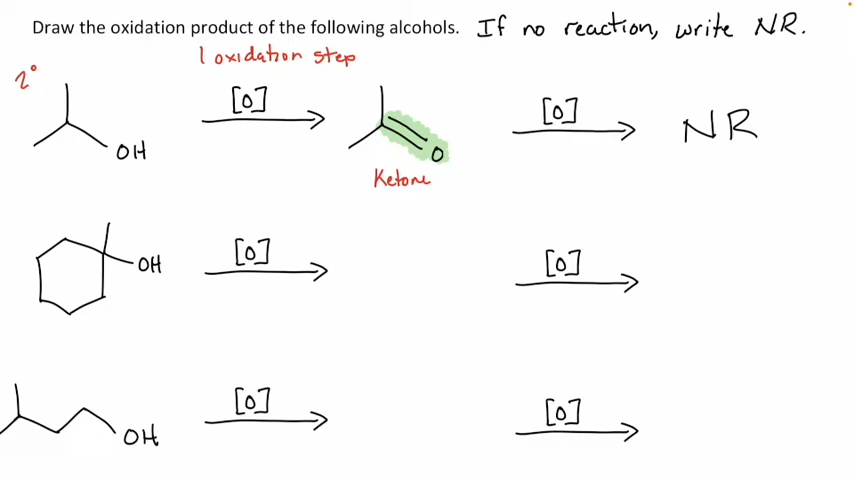 Draw the oxidation product of the following alcohols. If no reaction, write NR.
1 oxidation step
2°
OH
[O]
O
Ketone
[O]
NR
OH
[O]
[O]
OH
[O]
[O]